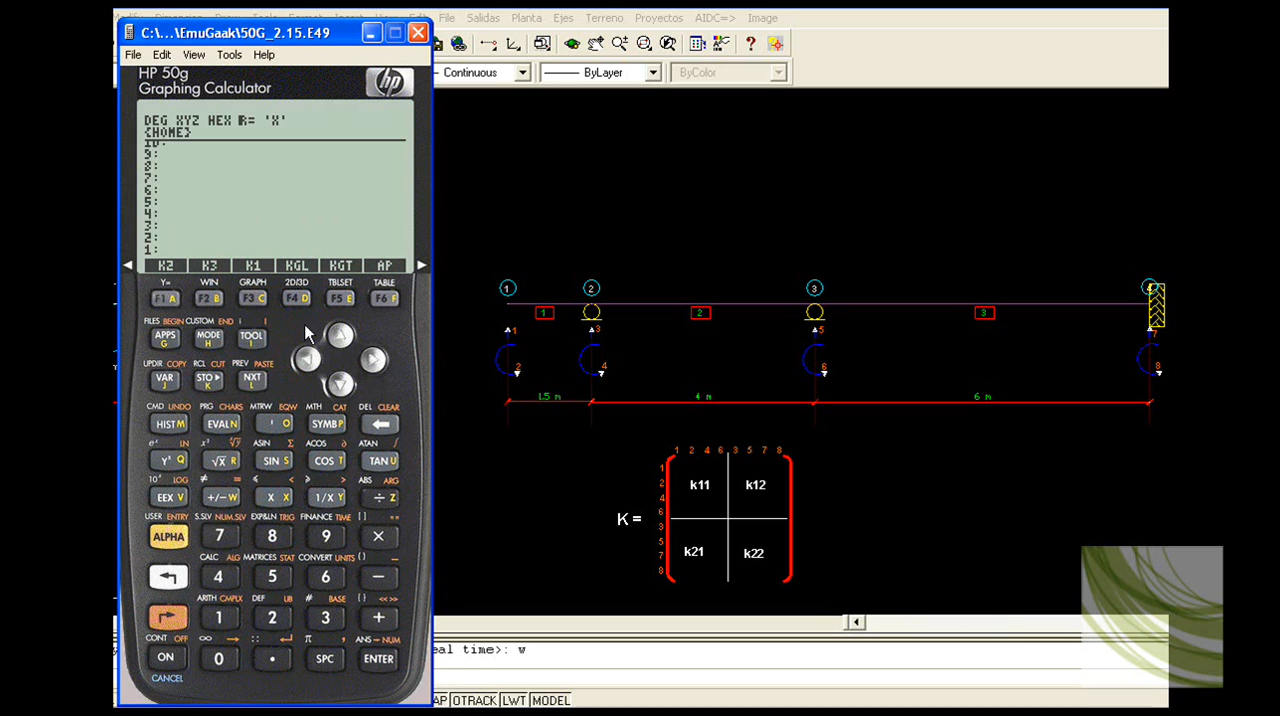 C:\...\EmuGaak\50G_2.15.E49
File Edit View Tools Help
HP 50g
Graphing Calculator
hp
DEG XYZ HEX R= 'X'
{HOME}
10:
9:
8:
7:
6:
5:
4:
3:
2:
1:
K2 K3 K1 KGL KGT AP
Y= WIN GRAPH 2D/3D TBLSET TABLE
F1 A F2 B F3 C F4 D F5 E F6 F
FILES BEGIN CUSTOM END i |
APPS G MODE H TOOL I
UPDIR COPY RCL CUT PREV PASTE
VAR J STO▶ K NXT L
CMD UNDO PRG CHARS MTRW EQW MTH CAT DEL CLEAR
HIST M EVAL N ' O SYMB P
ASIN Σ ACOS ∂ ATAN ∫
Yˣ Q √X R SIN S COS T TAN U
10ˣ LOG ≠ = ≤ < ≥ > ABS ARG
EEX V +/- W X X 1/X Y ÷ Z
USER ENTRY S.SLV NUM.SLV EXP&LN TRIG FINANCE TIME [ ]
ALPHA 7 8 9 ×
CALC ALG MATRICES STAT CONVERT UNITS ( ) _
4 5 6 −
ARITH CMPLX DEF LIB # BASE { } «»
1 2 3 +
CONT OFF ∞ → :: ↵ π , ANS →NUM
ON 0 . SPC ENTER
CANCEL
File Salidas Planta Ejes Terreno Proyectos AIDC=> Image
Continuous ByLayer ByColor
1 2 3
1 2 3
1 3 5 7
2 4 6 8
1.5 m 4 m 6 m
1 2 4 6 3 5 7 8
1
2
4
6
3
5
7
8
K =
k11 k12
k21 k22
eal time>: w
AP OTRACK LWT MODEL